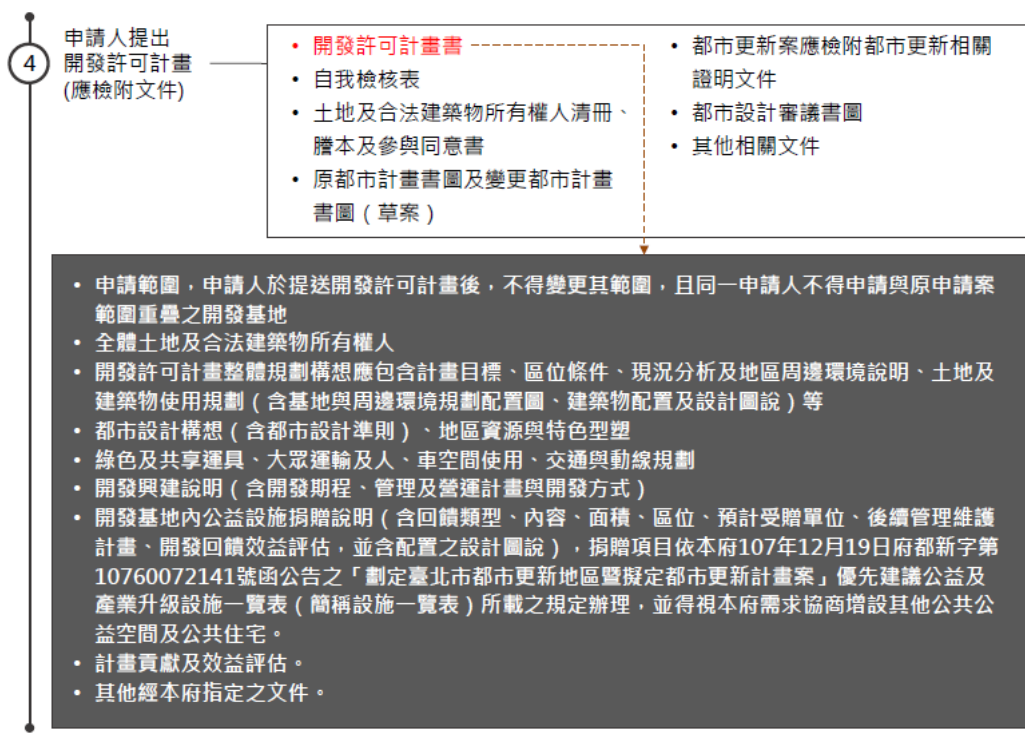 4
申請人提出
開發許可計畫
(應檢附文件)
• 開發許可計畫書
• 自我檢核表
• 土地及合法建築物所有權人清冊、
謄本及參與同意書
• 原都市計畫書圖及變更都市計畫
書圖（草案）
• 都市更新案應檢附都市更新相關
證明文件
• 都市設計審議書圖
• 其他相關文件
• 申請範圍，申請人於提送開發許可計畫後，不得變更其範圍，且同一申請人不得申請與原申請案
範圍重疊之開發基地
• 全體土地及合法建築物所有權人
• 開發許可計畫整體規劃構想應包含計畫目標、區位條件、現況分析及地區周邊環境說明、土地及
建築物使用規劃（含基地與周邊環境規劃配置圖、建築物配置及設計圖說）等
• 都市設計構想（含都市設計準則）、地區資源與特色型塑
• 綠色及共享運具、大眾運輸及人、車空間使用、交通與動線規劃
• 開發興建說明（含開發期程、管理及營運計畫與開發方式）
• 開發基地內公益設施捐贈說明（含回饋類型、內容、面積、區位、預計受贈單位、後續管理維護
計畫、開發回饋效益評估，並含配置之設計圖說），捐贈項目依本府107年12月19日府都新字第
10760072141號函公告之「劃定臺北市都市更新地區暨擬定都市更新計畫案」優先建議公益及
產業升級設施一覽表（簡稱設施一覽表）所載之規定辦理，並得視本府需求協商增設其他公共公
益空間及公共住宅。
• 計畫貢獻及效益評估。
• 其他經本府指定之文件。